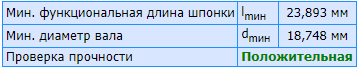 Мин. функциональная длина шпонки lмин 23,893 мм
Мин. диаметр вала dмин 18,748 мм
Проверка прочности Положительная